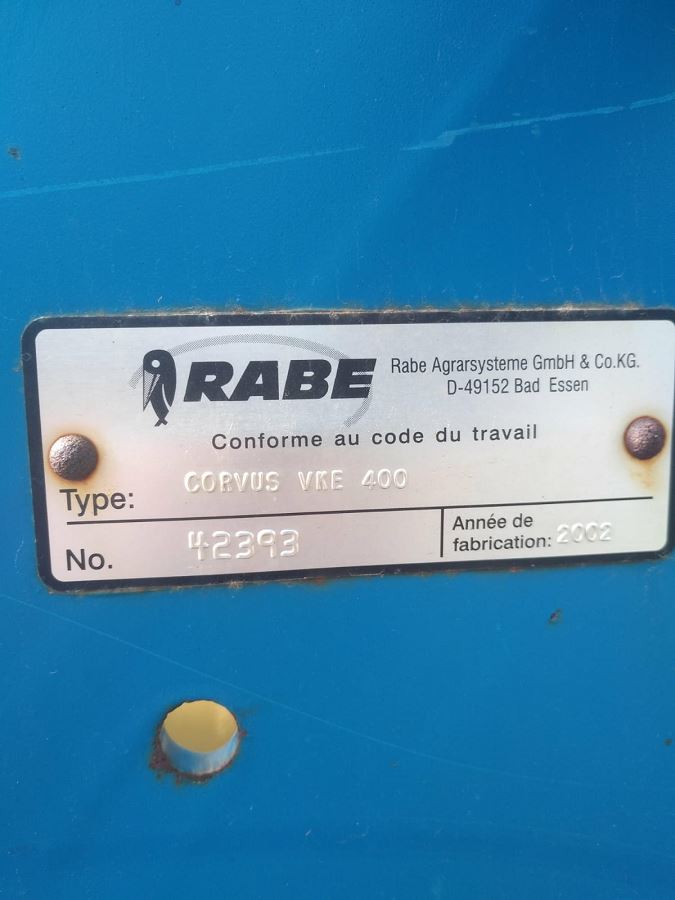 RABE
Rabe Agrarsysteme GmbH & Co.KG.
D-49152 Bad Essen
Conforme au code du travail
Type: CORVUS VKE 400
No. 42393
Année de
fabrication: 2002